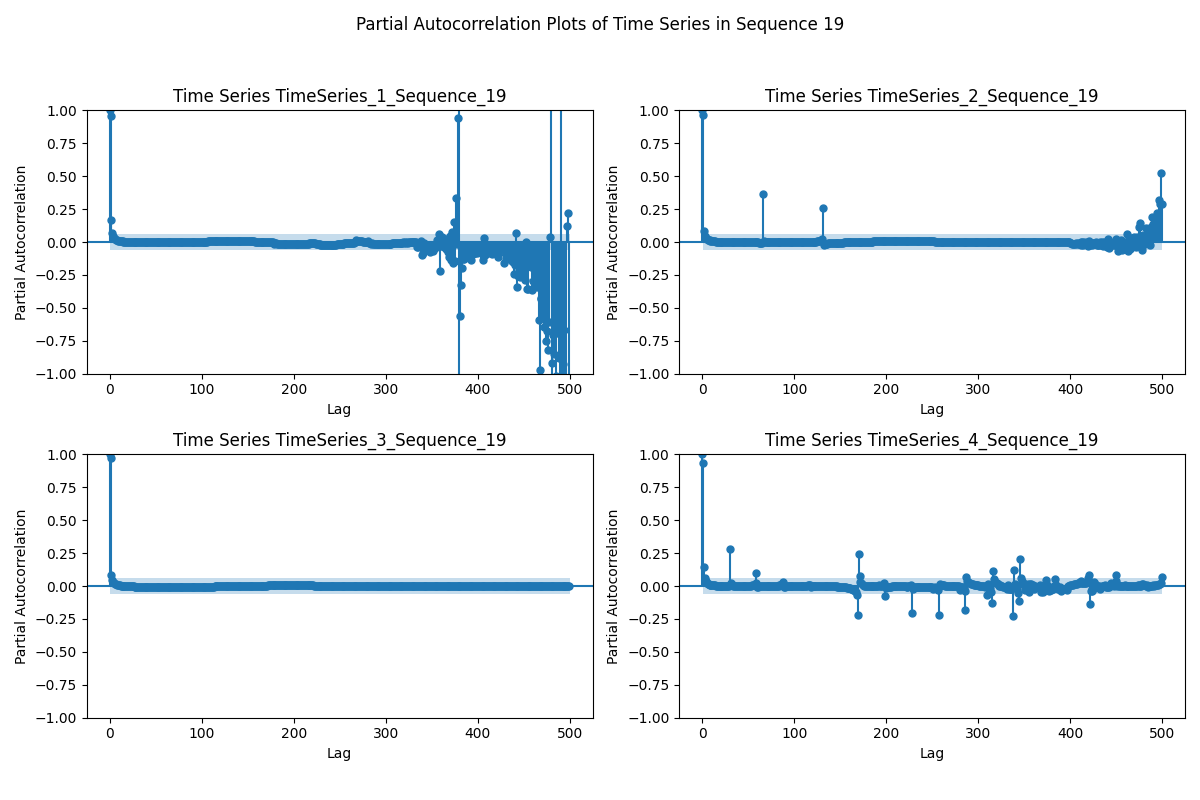 Partial Autocorrelation Plots of Time Series in Sequence 19
Time Series TimeSeries_1_Sequence_19
Partial Autocorrelation
1.00
0.75
0.50
0.25
0.00
−0.25
−0.50
−0.75
−1.00
0 100 200 300 400 500
Lag
Time Series TimeSeries_2_Sequence_19
Partial Autocorrelation
1.00
0.75
0.50
0.25
0.00
−0.25
−0.50
−0.75
−1.00
0 100 200 300 400 500
Lag
Time Series TimeSeries_3_Sequence_19
Partial Autocorrelation
1.00
0.75
0.50
0.25
0.00
−0.25
−0.50
−0.75
−1.00
0 100 200 300 400 500
Lag
Time Series TimeSeries_4_Sequence_19
Partial Autocorrelation
1.00
0.75
0.50
0.25
0.00
−0.25
−0.50
−0.75
−1.00
0 100 200 300 400 500
Lag